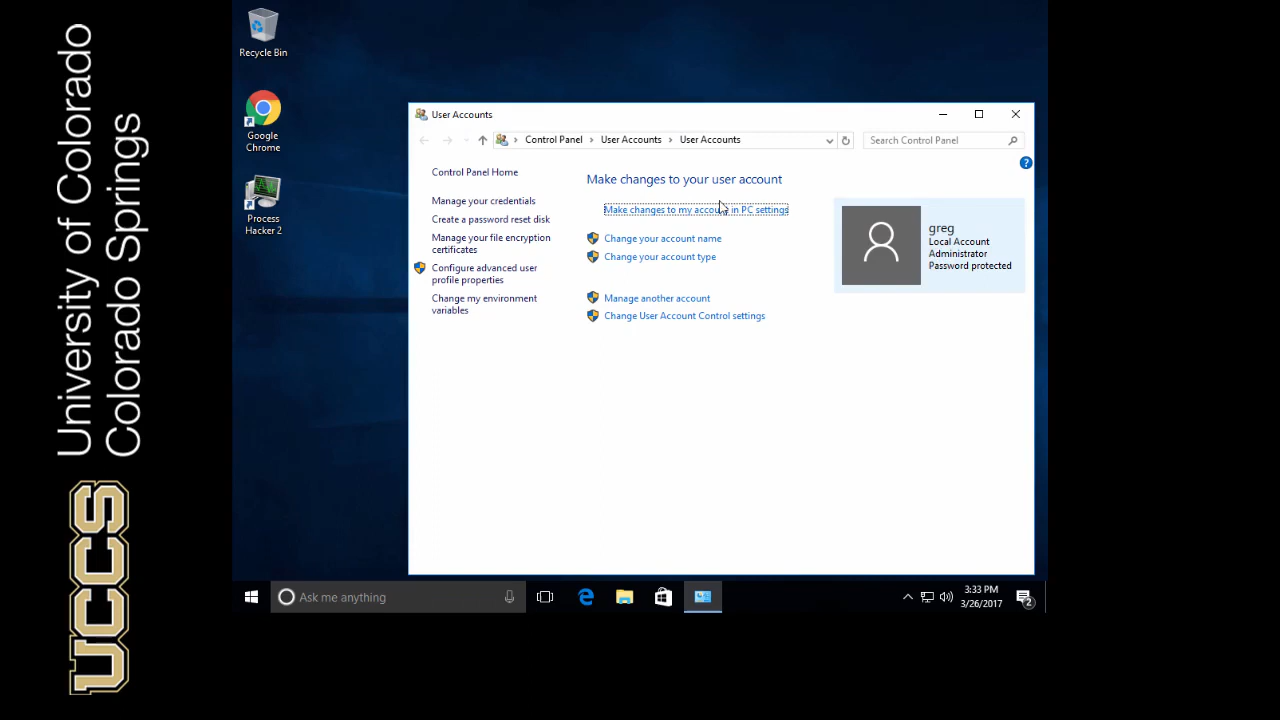 University of Colorado
Colorado Springs
UCCS
Recycle Bin
Google
Chrome
Process
Hacker 2
User Accounts
Control Panel
User Accounts
User Accounts
Search Control Panel
Control Panel Home
Manage your credentials
Create a password reset disk
Manage your file encryption
certificates
Configure advanced user
profile properties
Change my environment
variables
Make changes to your user account
Make changes to my account in PC settings
Change your account name
Change your account type
Manage another account
Change User Account Control settings
greg
Local Account
Administrator
Password protected
Ask me anything
3:33 PM
3/26/2017
2